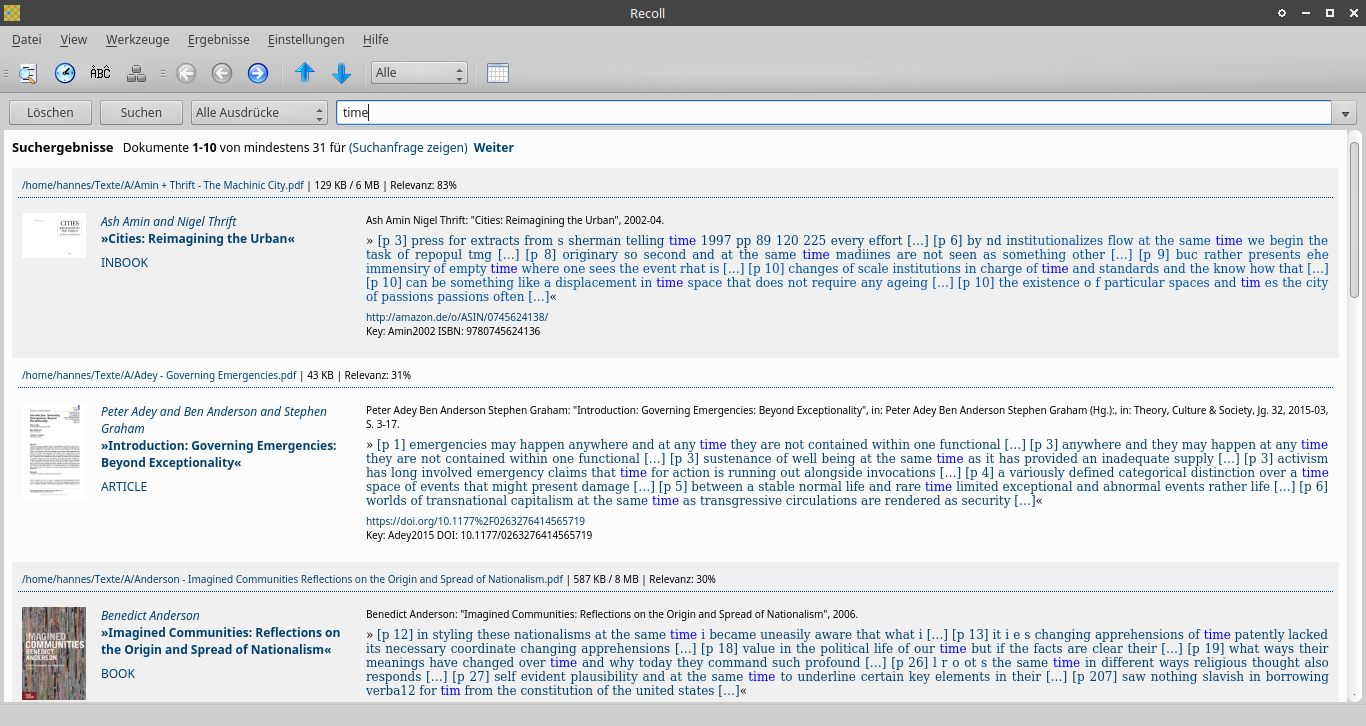 Recoll
Datei View Werkzeuge Ergebnisse Einstellungen Hilfe
ABC Alle
Löschen Suchen Alle Ausdrücke time
Suchergebnisse Dokumente 1-10 von mindestens 31 für (Suchanfrage zeigen) Weiter
/home/hannes/Texte/A/Amin + Thrift - The Machinic City.pdf | 129 KB / 6 MB | Relevanz: 83%
CITIES
Ash Amin and Nigel Thrift
»Cities: Reimagining the Urban«
INBOOK
Ash Amin Nigel Thrift: "Cities: Reimagining the Urban", 2002-04.
» [p 3] press for extracts from s sherman telling time 1997 pp 89 120 225 every effort [...] [p 6] by nd institutionalizes flow at the same time we begin the
task of repopul tmg [...] [p 8] originary so second and at the same time madiines are not seen as something other [...] [p 9] buc rather presents ehe
immensiry of empty time where one sees the event rhat is [...] [p 10] changes of scale institutions in charge of time and standards and the know how that [...]
[p 10] can be something like a displacement in time space that does not require any ageing [...] [p 10] the existence o f particular spaces and tim es the city
of passions passions often [...]«
http://amazon.de/o/ASIN/0745624138/
Key: Amin2002 ISBN: 9780745624136
/home/hannes/Texte/A/Adey - Governing Emergencies.pdf | 43 KB | Relevanz: 31%
Peter Adey and Ben Anderson and Stephen
Graham
»Introduction: Governing Emergencies:
Beyond Exceptionality«
ARTICLE
Peter Adey Ben Anderson Stephen Graham: "Introduction: Governing Emergencies: Beyond Exceptionality", in: Peter Adey Ben Anderson Stephen Graham (Hg.):, in: Theory, Culture & Society, Jg. 32, 2015-03,
S. 3-17.
» [p 1] emergencies may happen anywhere and at any time they are not contained within one functional [...] [p 3] anywhere and they may happen at any time
they are not contained within one functional [...] [p 3] sustenance of well being at the same time as it has provided an inadequate supply [...] [p 3] activism
has long involved emergency claims that time for action is running out alongside invocations [...] [p 4] a variously defined categorical distinction over a time
space of events that might present damage [...] [p 5] between a stable normal life and rare time limited exceptional and abnormal events rather life [...] [p 6]
worlds of transnational capitalism at the same time as transgressive circulations are rendered as security [...]«
https://doi.org/10.1177%2F0263276414565719
Key: Adey2015 DOI: 10.1177/0263276414565719
/home/hannes/Texte/A/Anderson - Imagined Communities Reflections on the Origin and Spread of Nationalism.pdf | 587 KB / 8 MB | Relevanz: 30%
IMAGINED
COMMUNITIES
BENEDICT
ANDERSON
Benedict Anderson
»Imagined Communities: Reflections on
the Origin and Spread of Nationalism«
BOOK
Benedict Anderson: "Imagined Communities: Reflections on the Origin and Spread of Nationalism", 2006.
» [p 12] in styling these nationalisms at the same time i became uneasily aware that what i [...] [p 13] it i e s changing apprehensions of time patently lacked
its necessary coordinate changing apprehensions [...] [p 18] value in the political life of our time but if the facts are clear their [...] [p 19] what ways their
meanings have changed over time and why today they command such profound [...] [p 26] l r o ot s the same time in different ways religious thought also
responds [...] [p 27] self evident plausibility and at the same time to underline certain key elements in their [...] [p 207] saw nothing slavish in borrowing
verba12 for tim from the constitution of the united states [...]«